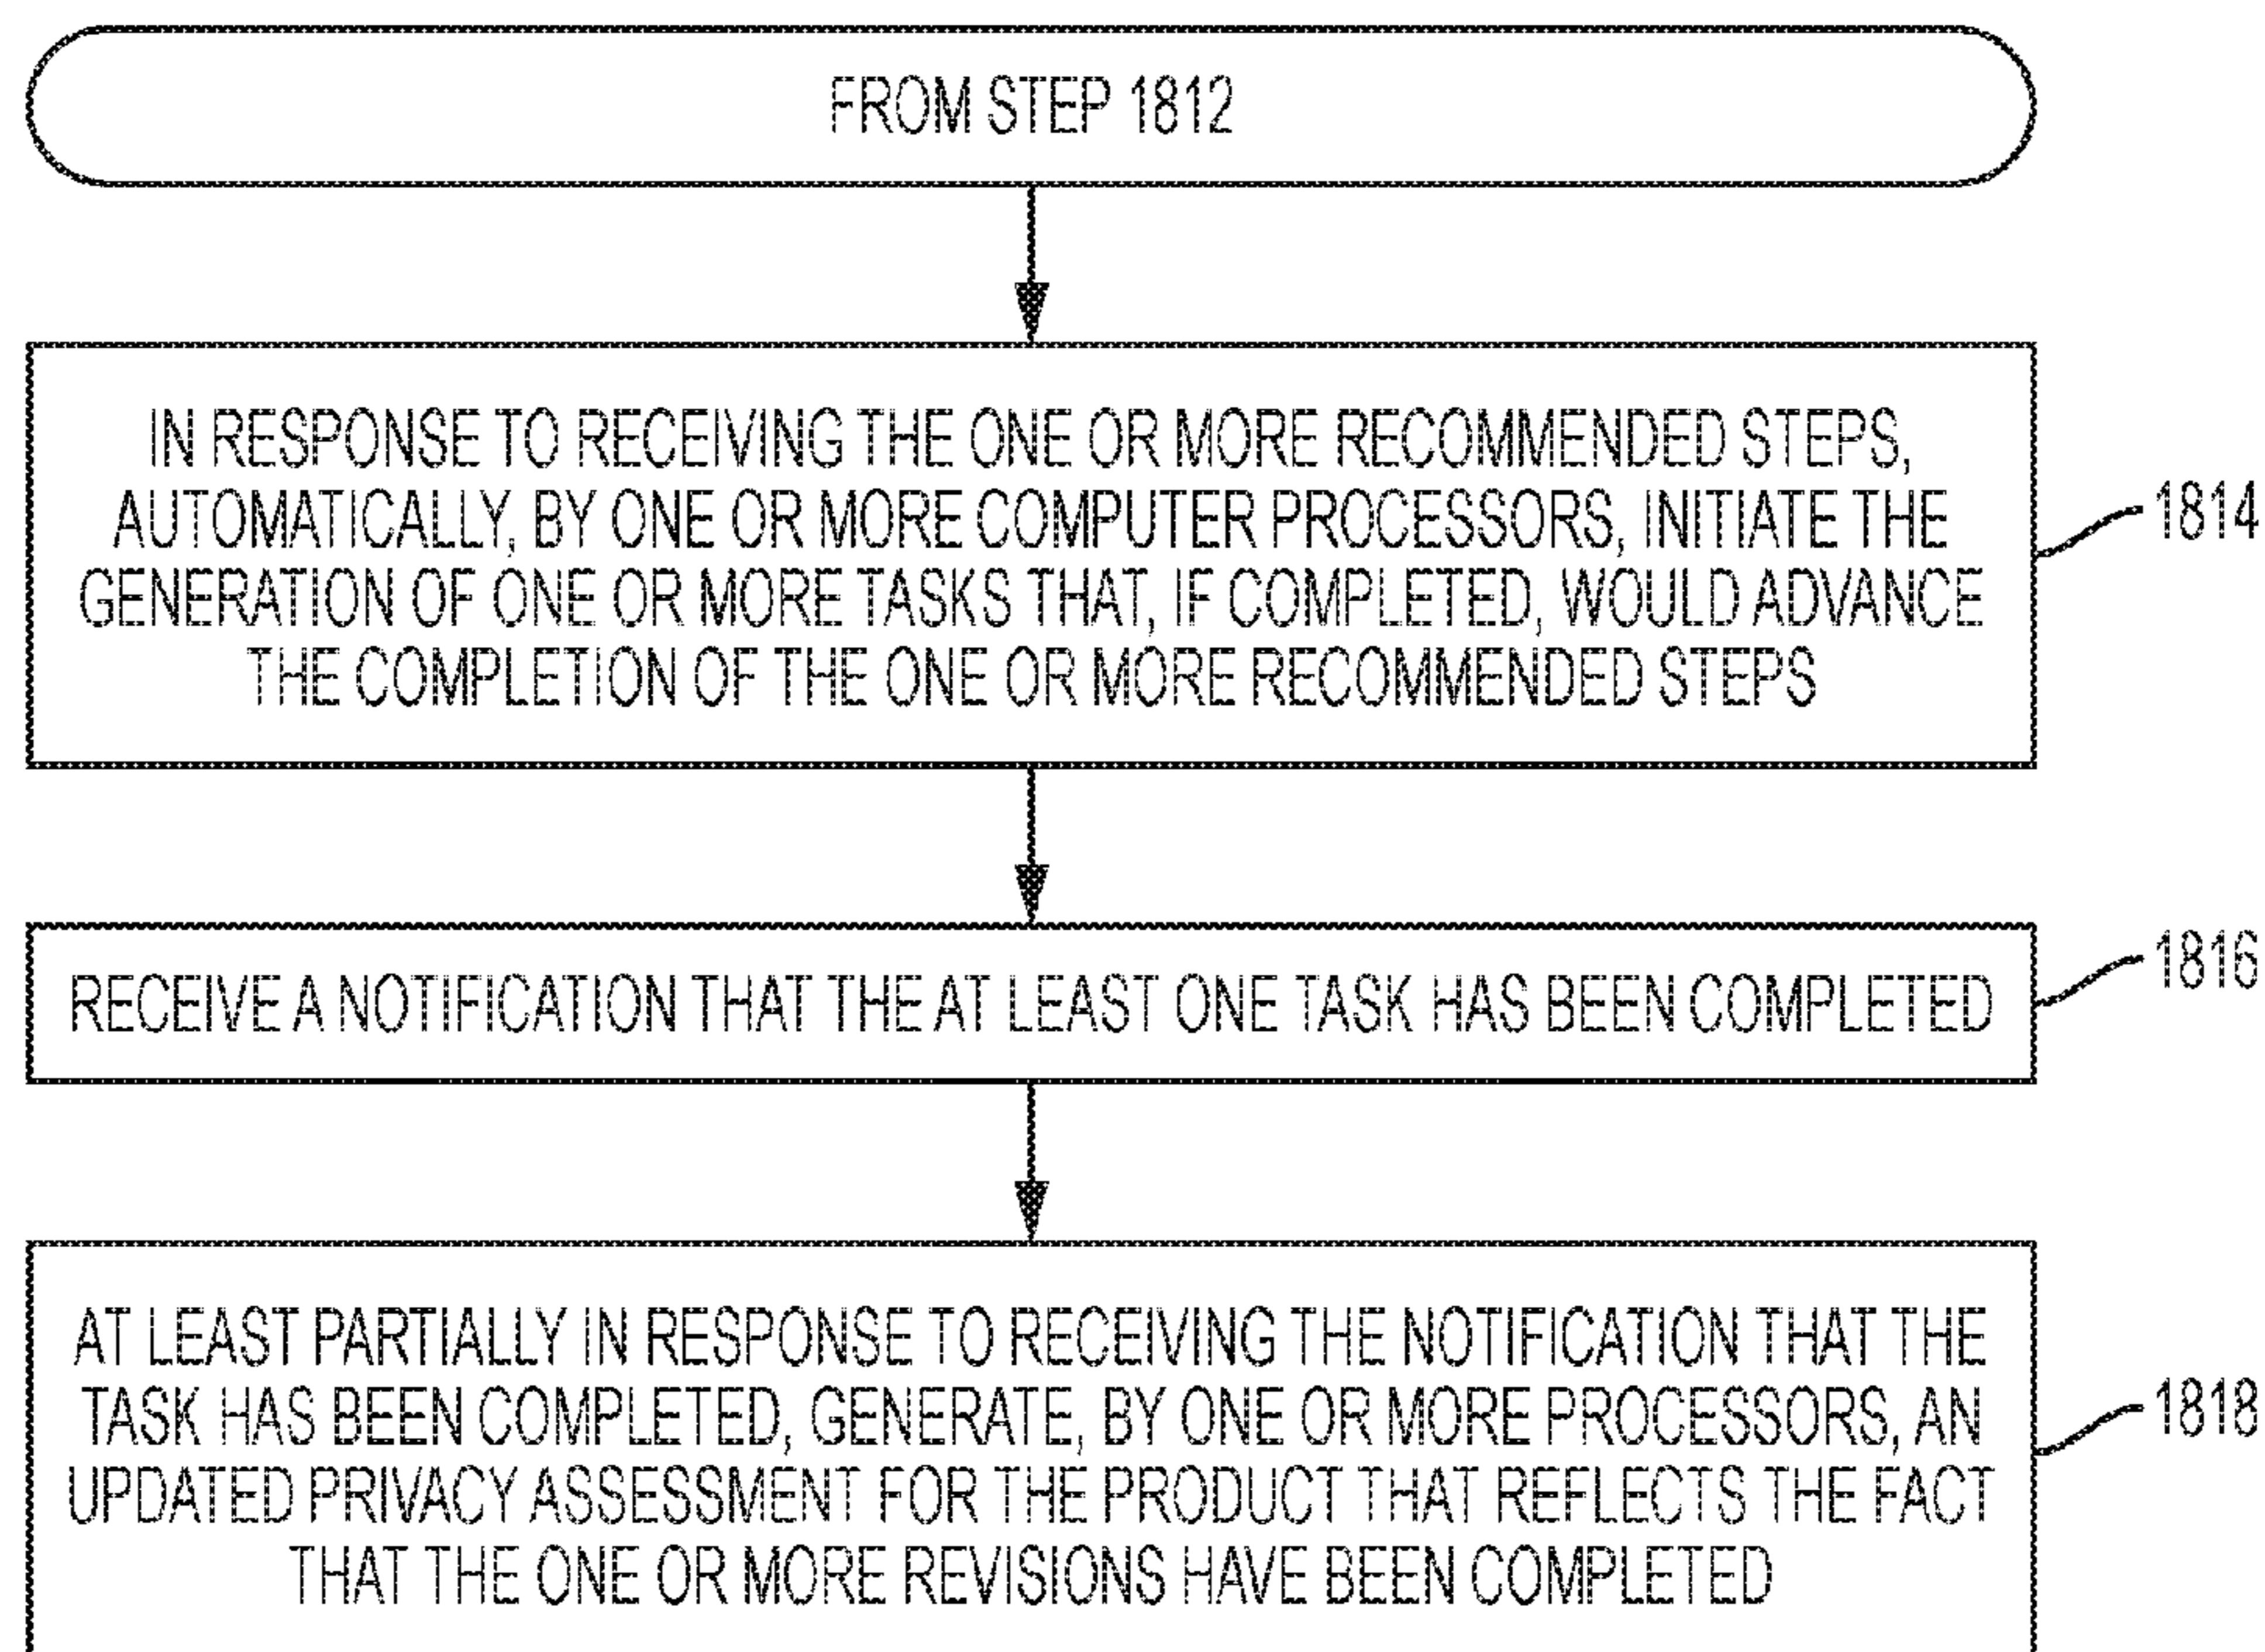 FROM STEP 1812
IN RESPONSE TO RECEIVING THE ONE OR MORE RECOMMENDED STEPS,
AUTOMATICALLY, BY ONE OR MORE COMPUTER PROCESSORS, INITIATE THE
GENERATION OF ONE OR MORE TASKS THAT, IF COMPLETED, WOULD ADVANCE
THE COMPLETION OF THE ONE OR MORE RECOMMENDED STEPS
1814
RECEIVE A NOTIFICATION THAT THE AT LEAST ONE TASK HAS BEEN COMPLETED
1816
AT LEAST PARTIALLY IN RESPONSE TO RECEIVING THE NOTIFICATION THAT THE
TASK HAS BEEN COMPLETED, GENERATE, BY ONE OR MORE PROCESSORS, AN
UPDATED PRIVACY ASSESSMENT FOR THE PRODUCT THAT REFLECTS THE FACT
THAT THE ONE OR MORE REVISIONS HAVE BEEN COMPLETED
1818